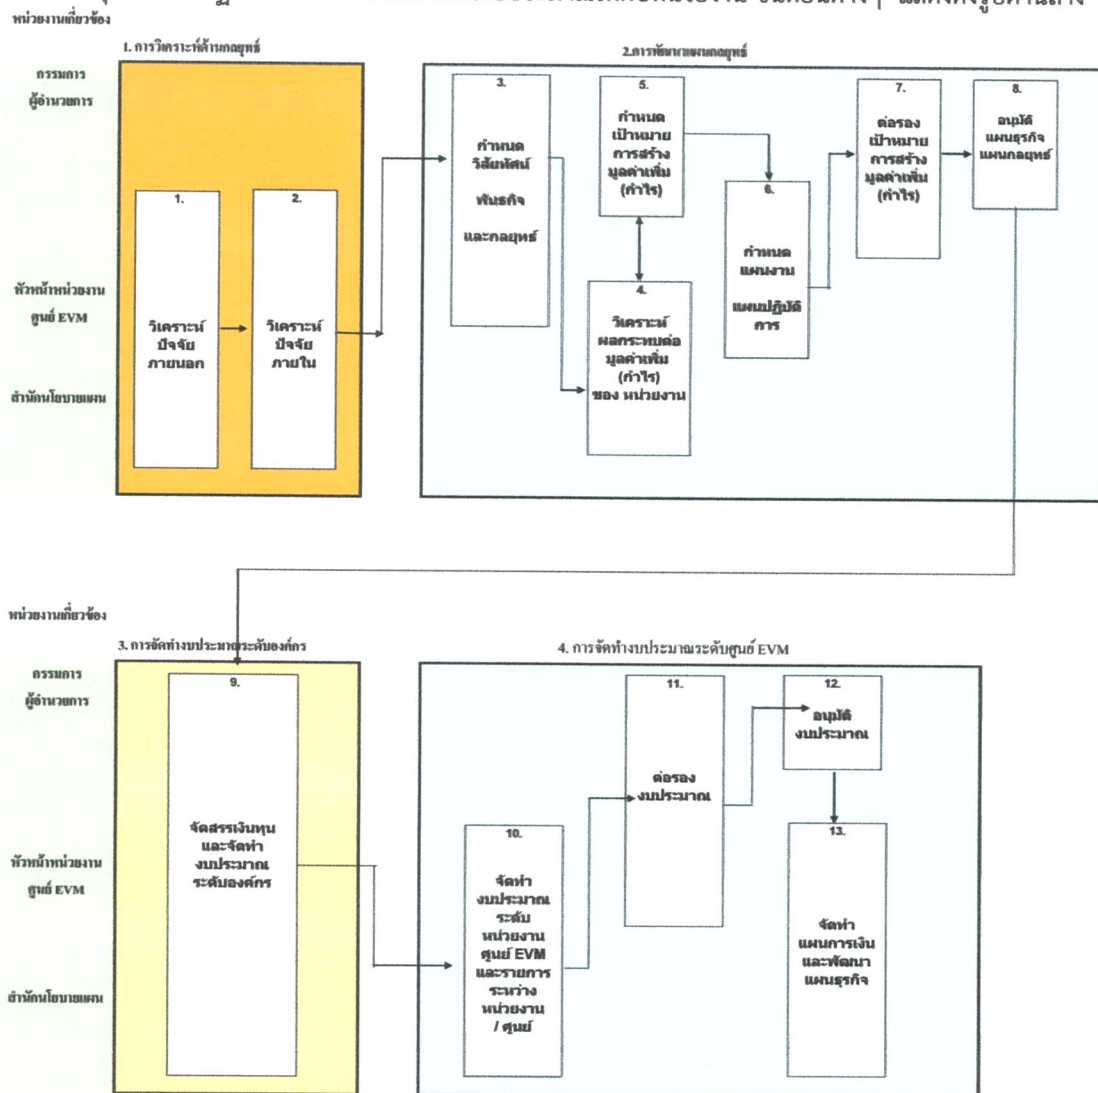 หน่วยงานเกี่ยวข้อง
1. การวิเคราะห์ด้านกลยุทธ์
2.การพัฒนาแผนกลยุทธ์
กรรมการ
ผู้อำนวยการ
หัวหน้าหน่วยงาน
ศูนย์ EVM
สำนักนโยบายแผน
1.
วิเคราะห์
ปัจจัย
ภายนอก
2.
วิเคราะห์
ปัจจัย
ภายใน
3.
กำหนด
วิสัยทัศน์
พันธกิจ
และกลยุทธ์
5.
กำหนด
เป้าหมาย
การสร้าง
มูลค่าเพิ่ม
(กำไร)
4.
วิเคราะห์
ผลกระทบต่อ
มูลค่าเพิ่ม
(กำไร)
ของ หน่วยงาน
6.
กำหนด
แผนงาน
แผนปฏิบัติ
การ
7.
ต่อรอง
เป้าหมาย
การสร้าง
มูลค่าเพิ่ม
(กำไร)
8.
อนุมัติ
แผนธุรกิจ
แผนกลยุทธ์
หน่วยงานเกี่ยวข้อง
3. การจัดทำงบประมาณระดับองค์กร
4. การจัดทำงบประมาณระดับศูนย์ EVM
กรรมการ
ผู้อำนวยการ
หัวหน้าหน่วยงาน
ศูนย์ EVM
สำนักนโยบายแผน
9.
จัดสรรเงินทุน
และจัดทำ
งบประมาณ
ระดับองค์กร
10.
จัดทำ
งบประมาณ
ระดับ
หน่วยงาน
ศูนย์ EVM
และรายการ
ระหว่าง
หน่วยงาน
/ ศูนย์
11.
ต่อรอง
งบประมาณ
12.
อนุมัติ
งบประมาณ
13.
จัดทำ
แผนการเงิน
และพัฒนา
แผนธุรกิจ